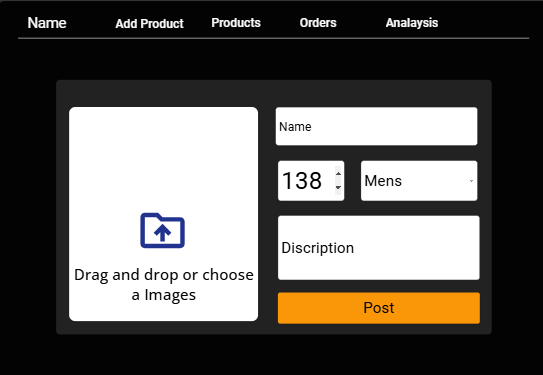 Name Add Product Products Orders Analaysis
Name
138 Mens
Discription
Drag and drop or choose
a Images
Post